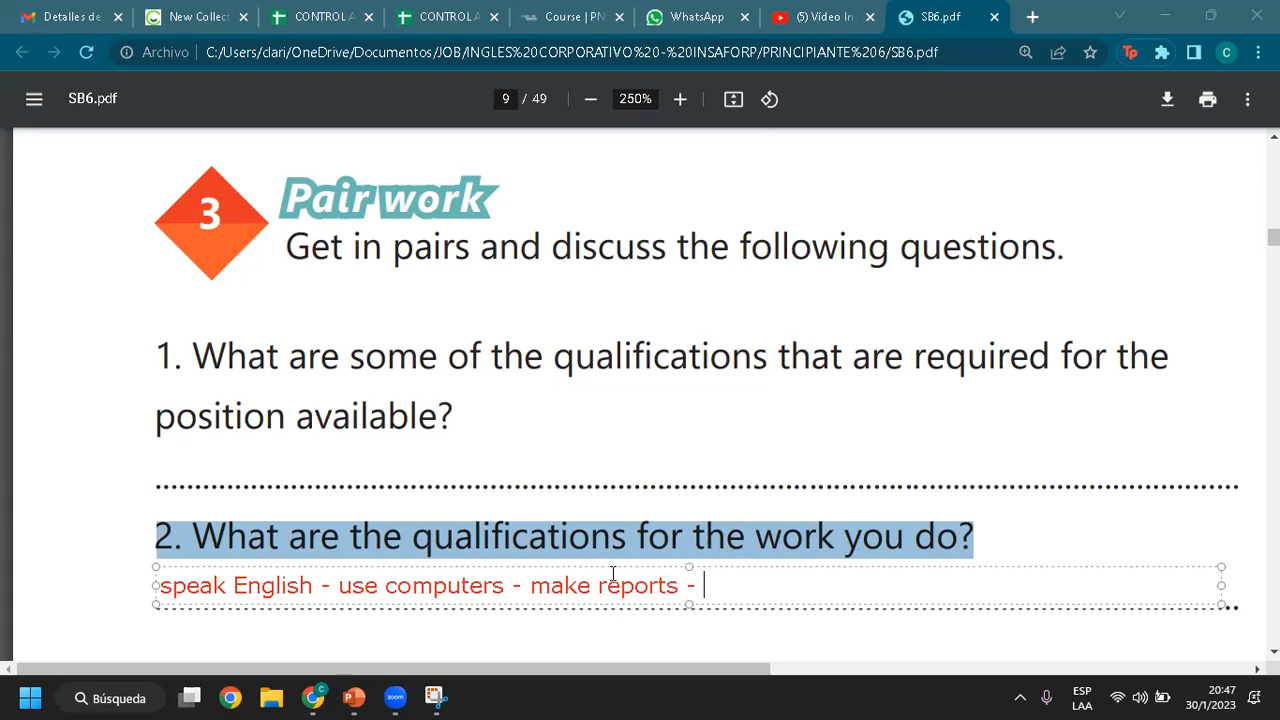 Detalles de
New Collect
CONTROL A
CONTROL A
Course | PN
WhatsApp
(5) Vídeo In
SB6.pdf
Archivo
C:/Users/clari/OneDrive/Documentos/JOB/INGLES%20CORPORATIVO%20-%20INSAFORP/PRINCIPIANTE%206/SB6.pdf
SB6.pdf
9 / 49
250%
3
Pair work
Get in pairs and discuss the following questions.
1. What are some of the qualifications that are required for the
position available?
2. What are the qualifications for the work you do?
speak English - use computers - make reports -
Búsqueda
zoom
ESP
LAA
20:47
30/1/2023